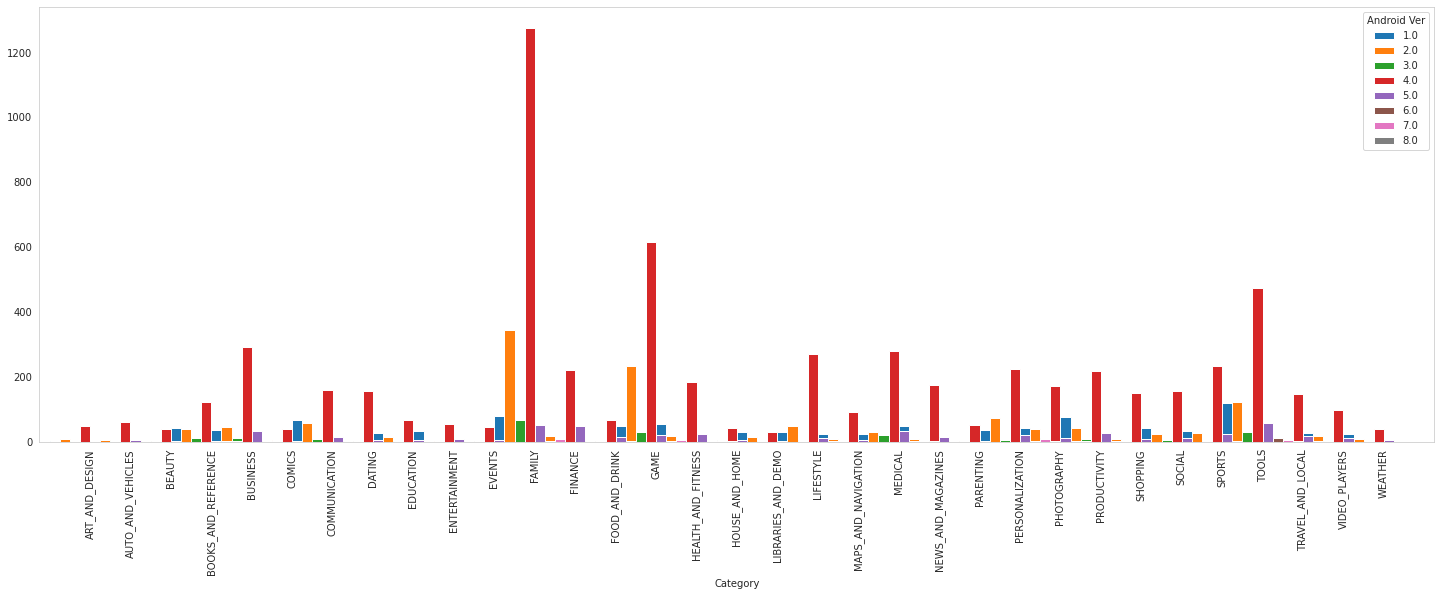 Android Ver
1.0
2.0
3.0
4.0
5.0
6.0
7.0
8.0
1200
1000
800
600
400
200
0
ART_AND_DESIGN
AUTO_AND_VEHICLES
BEAUTY
BOOKS_AND_REFERENCE
BUSINESS
COMICS
COMMUNICATION
DATING
EDUCATION
ENTERTAINMENT
EVENTS
FAMILY
FINANCE
FOOD_AND_DRINK
GAME
HEALTH_AND_FITNESS
HOUSE_AND_HOME
LIBRARIES_AND_DEMO
LIFESTYLE
MAPS_AND_NAVIGATION
MEDICAL
NEWS_AND_MAGAZINES
PARENTING
PERSONALIZATION
PHOTOGRAPHY
PRODUCTIVITY
SHOPPING
SOCIAL
SPORTS
TOOLS
TRAVEL_AND_LOCAL
VIDEO_PLAYERS
WEATHER
Category